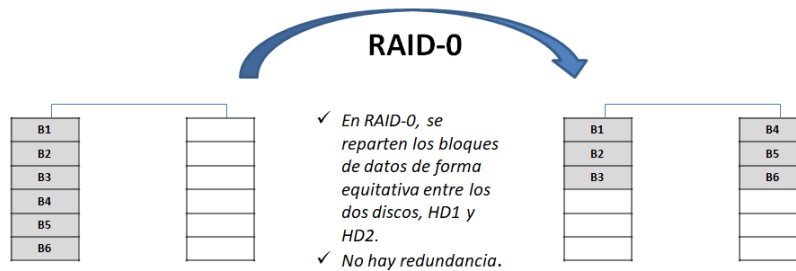 RAID-0
B1
B2
B3
B4
B5
B6
✓ En RAID-0, se
reparten los bloques
de datos de forma
equitativa entre los
dos discos, HD1 y
HD2.
✓ No hay redundancia.
B1
B2
B3
B4
B5
B6